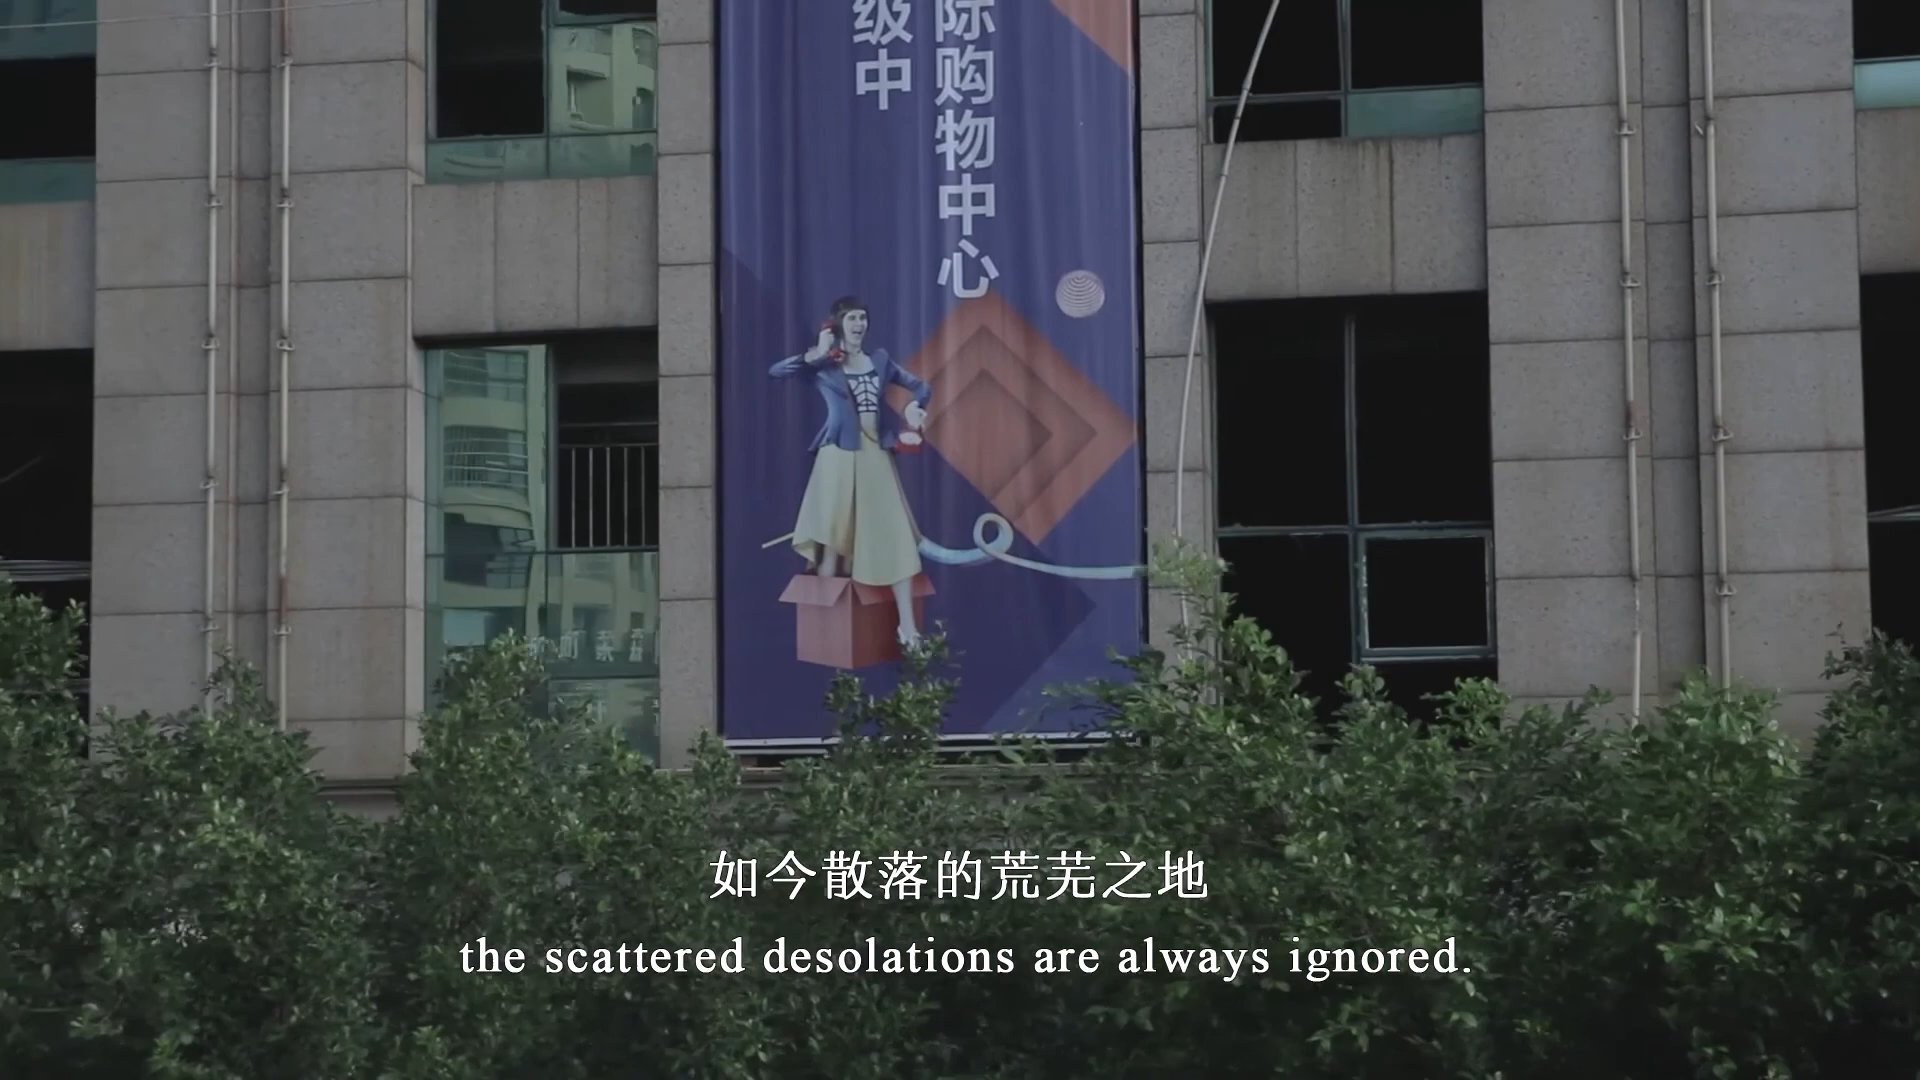 际购物中心
级中
如今散落的荒芜之地
the scattered desolations are always ignored.